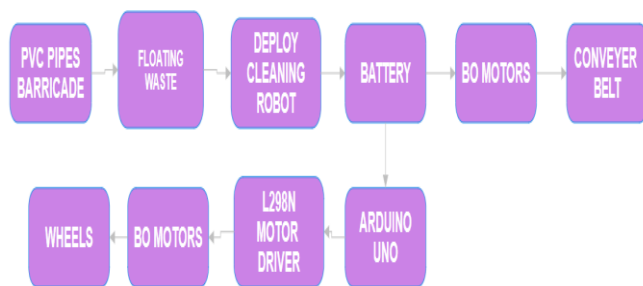 PVC PIPES
BARRICADE
FLOATING
WASTE
DEPLOY
CLEANING
ROBOT
BATTERY
BO MOTORS
CONVEYER
BELT
WHEELS
BO MOTORS
L298N
MOTOR
DRIVER
ARDUINO
UNO